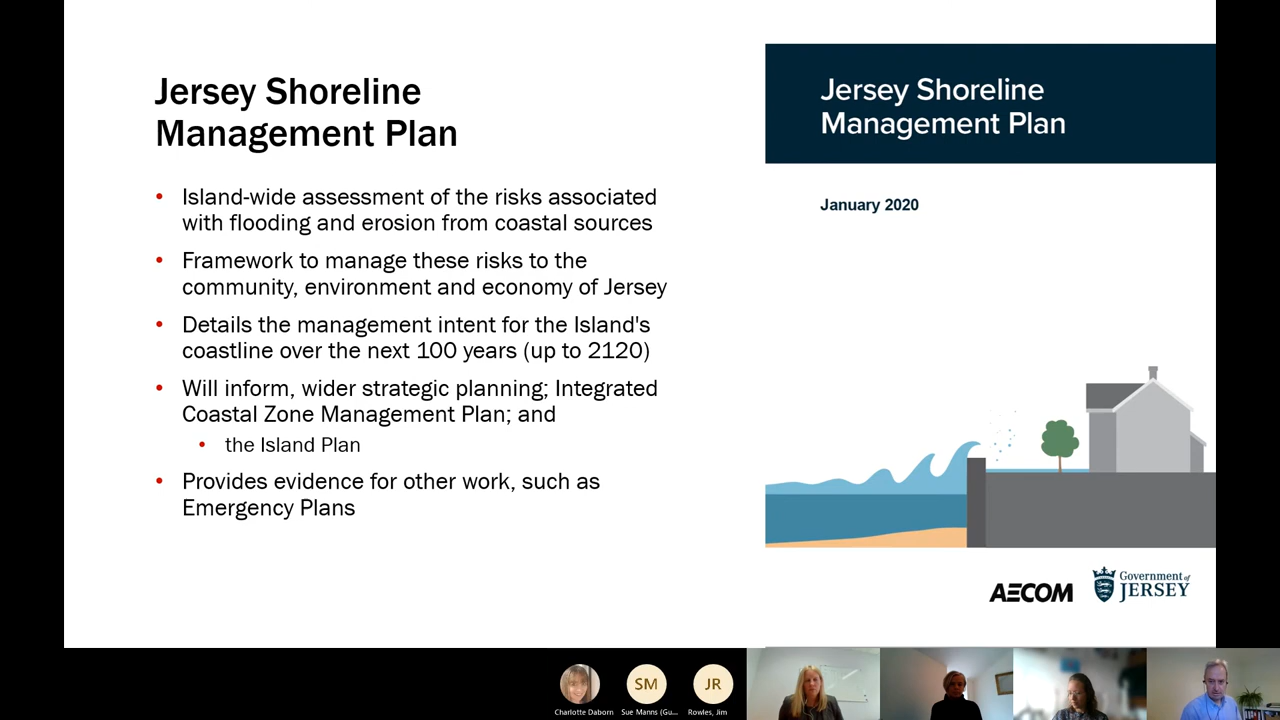 Jersey Shoreline
Management Plan
• Island-wide assessment of the risks associated
with flooding and erosion from coastal sources
• Framework to manage these risks to the
community, environment and economy of Jersey
• Details the management intent for the Island's
coastline over the next 100 years (up to 2120)
• Will inform, wider strategic planning; Integrated
Coastal Zone Management Plan; and
• the Island Plan
• Provides evidence for other work, such as
Emergency Plans
Jersey Shoreline
Management Plan
January 2020
AECOM
Government of
JERSEY
SM
JR
Charlotte Daborn
Sue Manns (Gu...
Rowles, Jim